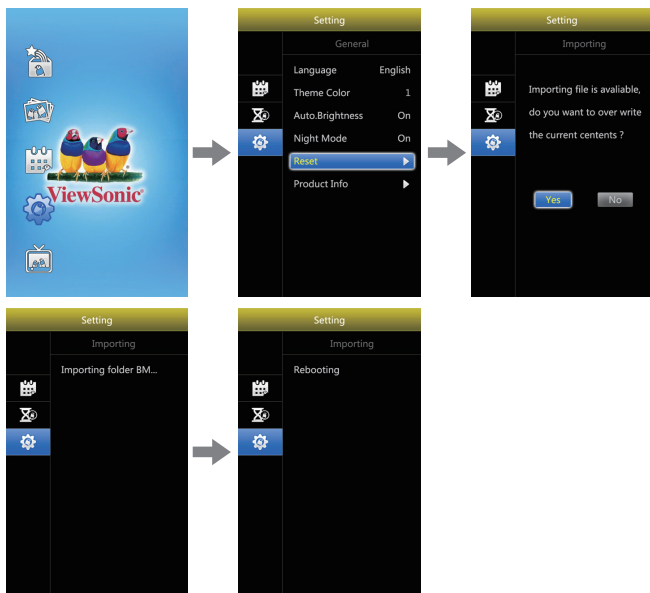 ViewSonic
Setting
General
Language English
Theme Color 1
Auto.Brightness On
Night Mode On
Reset
Product Info
Setting
Importing
Importing file is avaliable,
do you want to over write
the current centents ?
Yes No
Setting
Importing
Importing folder BM...
Setting
Importing
Rebooting